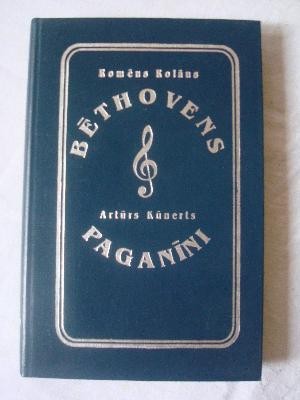 Romēns Rolāns
BĒTHOVENS
Artūrs Kūnerts
PAGANĪNI